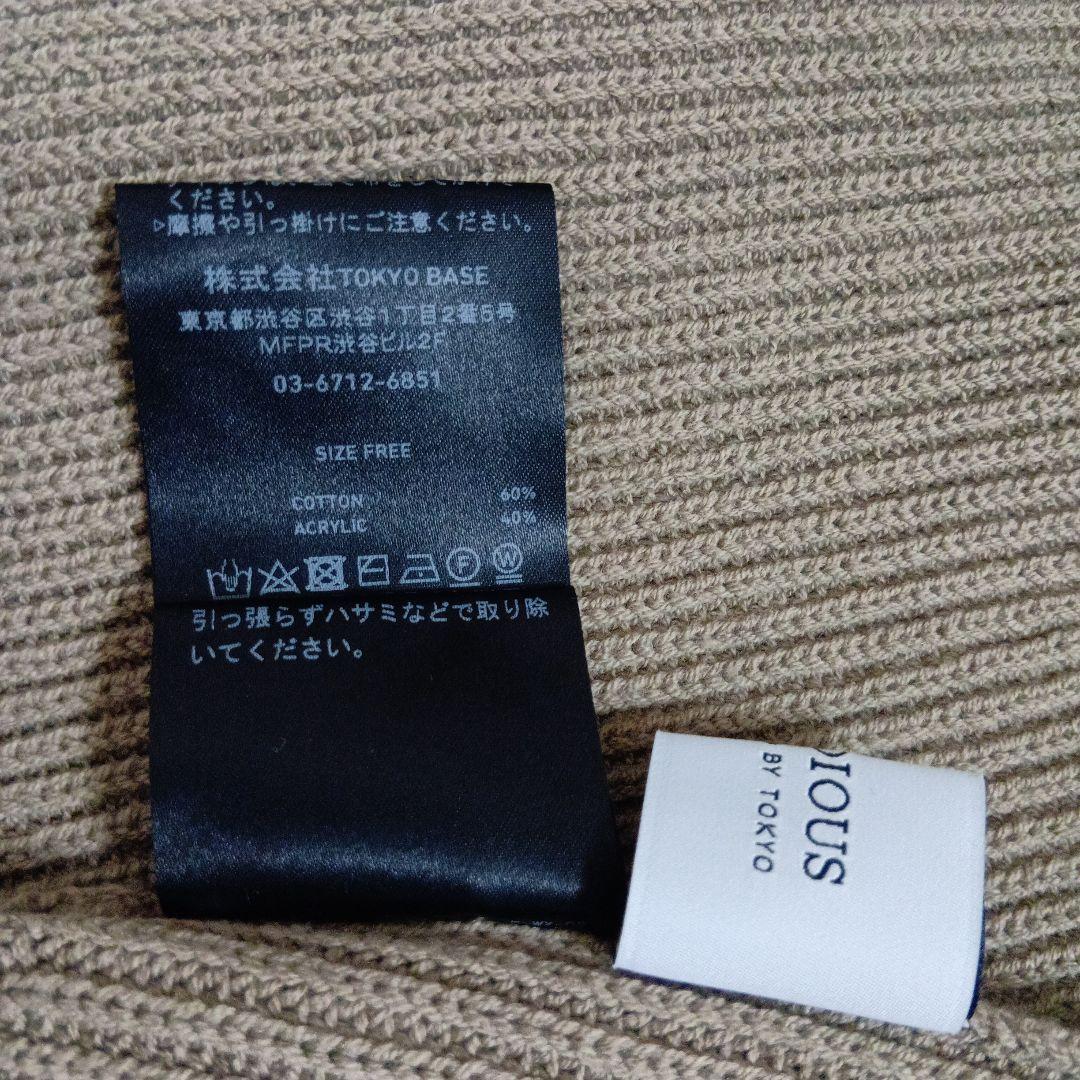 ください。
▷摩擦や引っ掛けにご注意ください。
株式会社TOKYO BASE
東京都渋谷区渋谷1丁目2番5号
MFPR渋谷ビル2F
03-6712-6851
SIZE FREE
COTTON 60%
ACRYLIC 40%
F W
引っ張らずハサミなどで取り除
いてください。
DIOUS
BY TOKYO